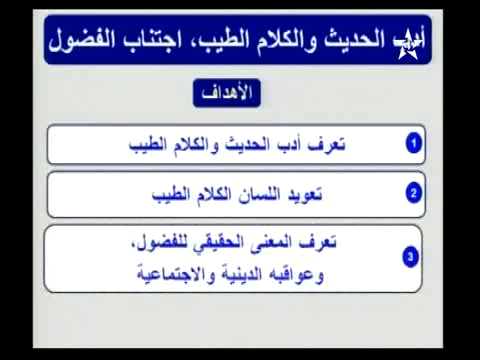 أدب الحديث والكلام الطيب، اجتناب الفضول
الأهداف
1 تعرف أدب الحديث والكلام الطيب
2 تعويد اللسان الكلام الطيب
3 تعرف المعنى الحقيقي للفضول،
وعواقبه الدينية والاجتماعية